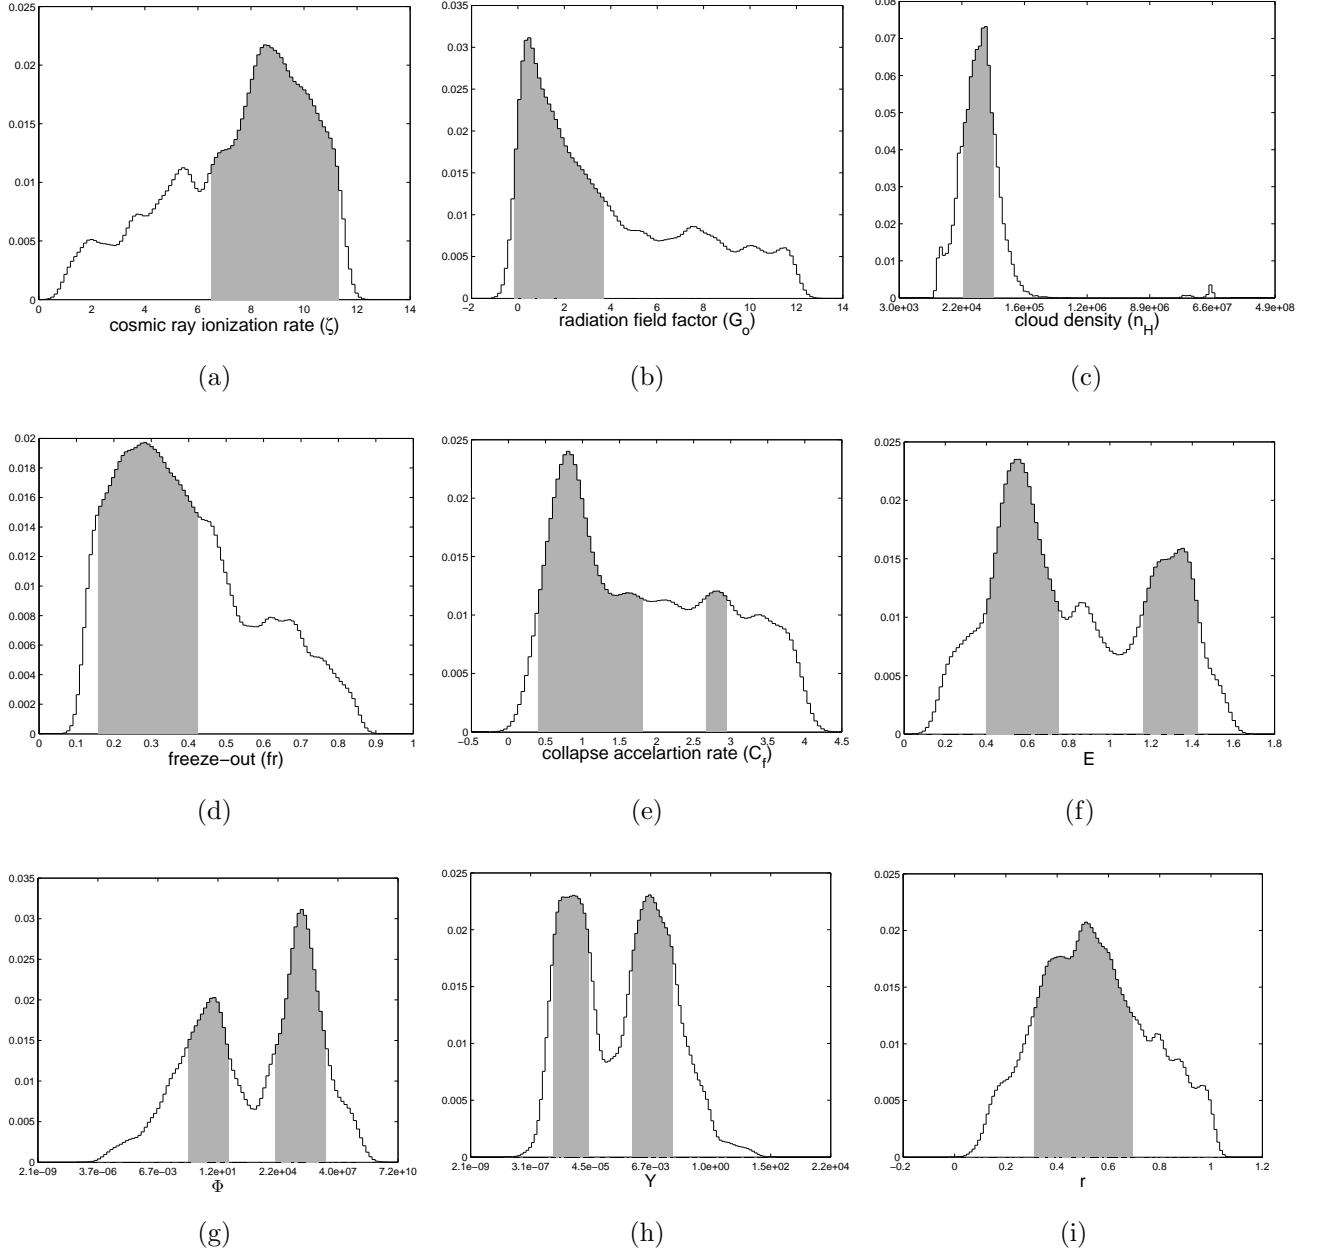 0.025
0.02
0.015
0.01
0.005
0
0 2 4 6 8 10 12 14
cosmic ray ionization rate (ζ)
(a)
0.035
0.03
0.025
0.02
0.015
0.01
0.005
0
−2 0 2 4 6 8 10 12 14
radiation field factor (Go)
(b)
0.08
0.07
0.06
0.05
0.04
0.03
0.02
0.01
0
3.0e+03 2.2e+04 1.6e+05 1.2e+06 8.9e+06 6.6e+07 4.9e+08
cloud density (nH)
(c)
0.02
0.018
0.016
0.014
0.012
0.01
0.008
0.006
0.004
0.002
0
0 0.1 0.2 0.3 0.4 0.5 0.6 0.7 0.8 0.9 1
freeze−out (fr)
(d)
0.025
0.02
0.015
0.01
0.005
0
−0.5 0 0.5 1 1.5 2 2.5 3 3.5 4 4.5
collapse accelartion rate (Cf)
(e)
0.025
0.02
0.015
0.01
0.005
0
0 0.2 0.4 0.6 0.8 1 1.2 1.4 1.6 1.8
E
(f)
0.035
0.03
0.025
0.02
0.015
0.01
0.005
0
2.1e−09 3.7e−06 6.7e−03 1.2e+01 2.2e+04 4.0e+07 7.2e+10
Φ
(g)
0.025
0.02
0.015
0.01
0.005
0
2.1e−09 3.1e−07 4.5e−05 6.7e−03 1.0e+00 1.5e+02 2.2e+04
Y
(h)
0.025
0.02
0.015
0.01
0.005
0
−0.2 0 0.2 0.4 0.6 0.8 1 1.2
r
(i)